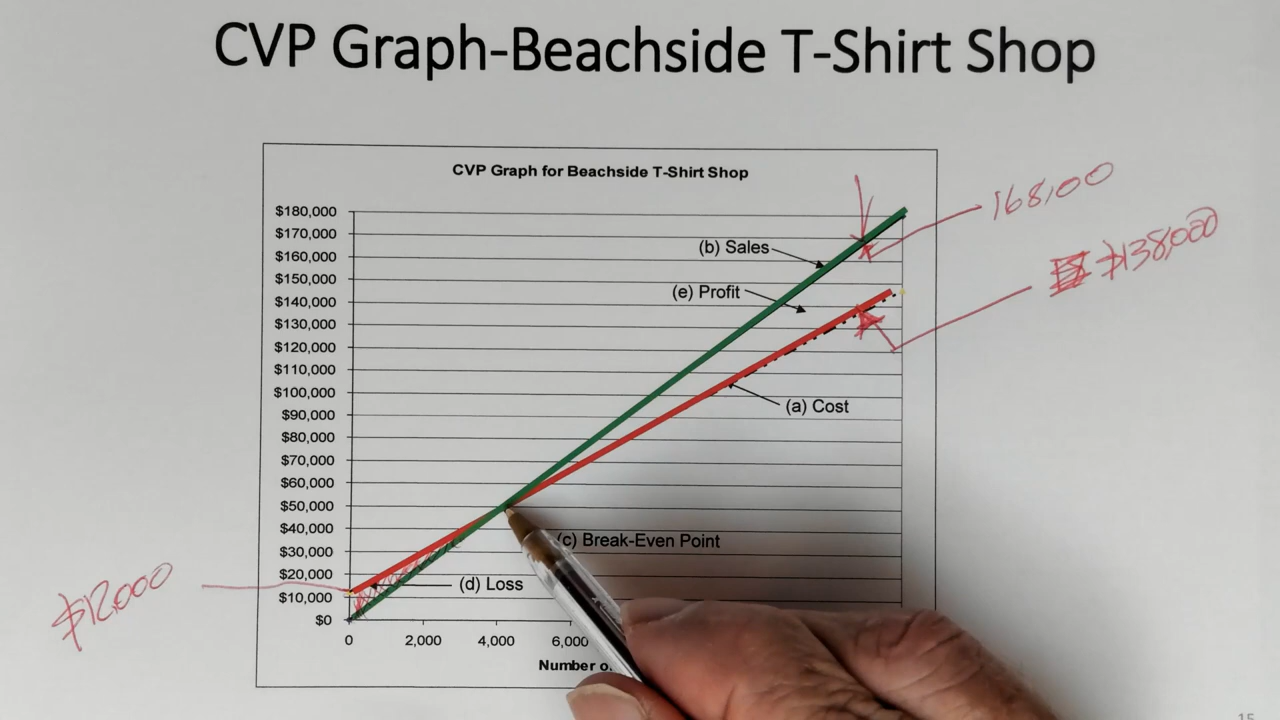 CVP Graph-Beachside T-Shirt Shop
CVP Graph for Beachside T-Shirt Shop
$180,000
$170,000
$160,000
$150,000
$140,000
$130,000
$120,000
$110,000
$100,000
$90,000
$80,000
$70,000
$60,000
$50,000
$40,000
$30,000
$20,000
$10,000
$0
(b) Sales
(e) Profit
(a) Cost
(c) Break-Even Point
(d) Loss
168,00
$138,000
$12,000
0 2,000 4,000 6,000
Number
15